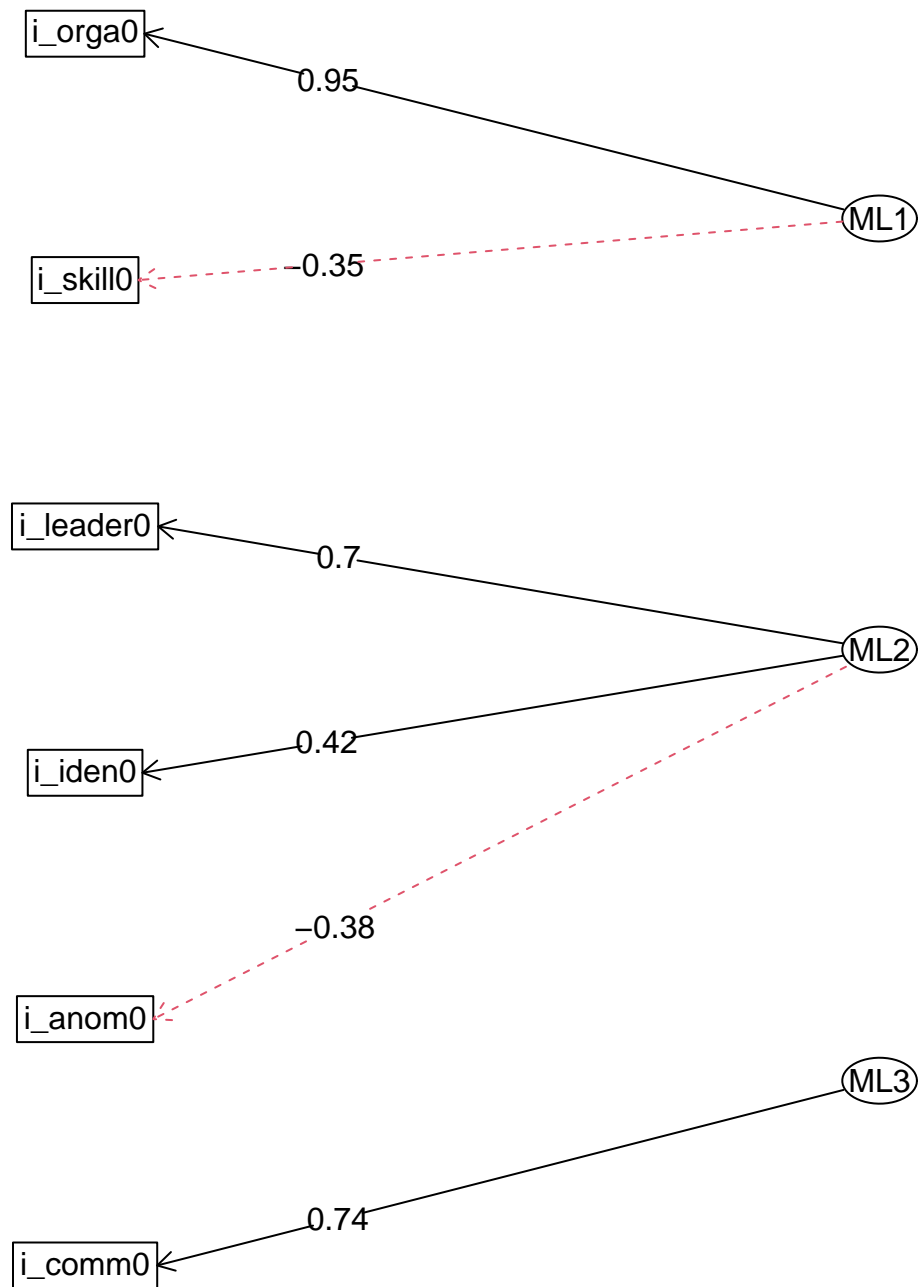 i_orga0
0.95
ML1
−0.35
i_skill0
i_leader0
0.7
ML2
0.42
i_iden0
−0.38
i_anom0
ML3
0.74
i_comm0